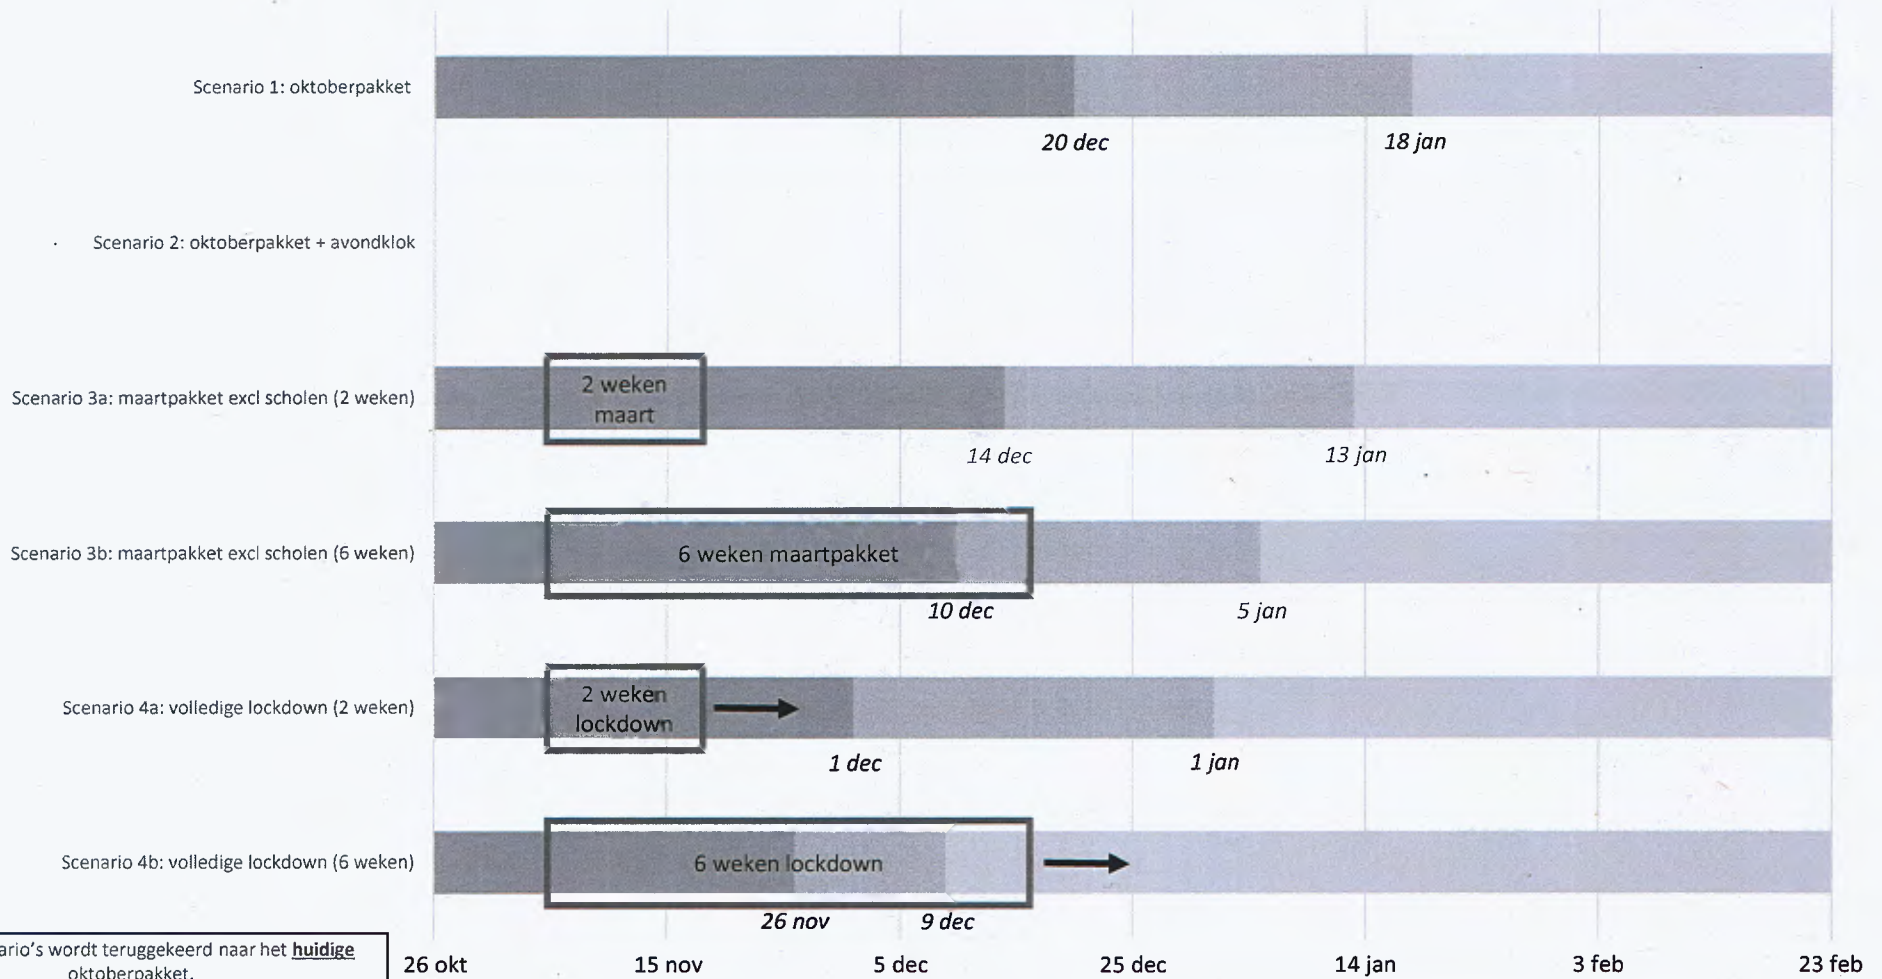 Scenario 1: oktoberpakket
20 dec
18 jan
Scenario 2: oktoberpakket + avondklok
Scenario 3a: maartpakket excl scholen (2 weken)
2 weken
maart
14 dec
13 jan
Scenario 3b: maartpakket excl scholen (6 weken)
6 weken maartpakket
10 dec
5 jan
Scenario 4a: volledige lockdown (2 weken)
2 weken
lockdown
1 dec
1 jan
Scenario 4b: volledige lockdown (6 weken)
6 weken lockdown
26 nov
9 dec
ario's wordt teruggekeerd naar het huidige
oktoberpakket.
26 okt
15 nov
5 dec
25 dec
14 jan
3 feb
23 feb